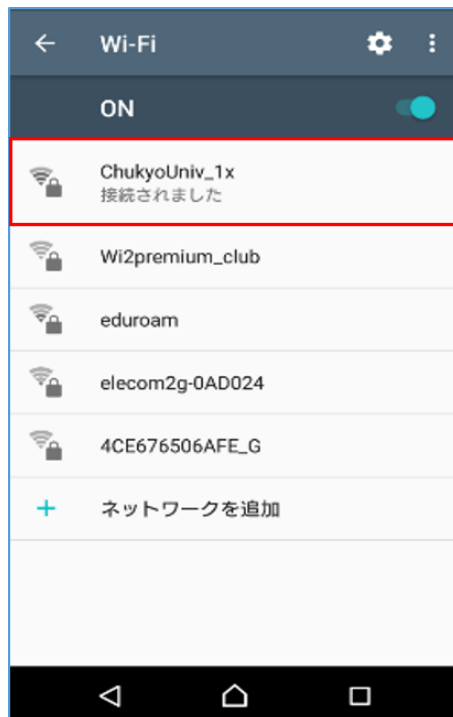 Wi-Fi
ON
ChukyoUniv_1x
接続されました
Wi2premium_club
eduroam
elecom2g-0AD024
4CE676506AFE_G
ネットワークを追加